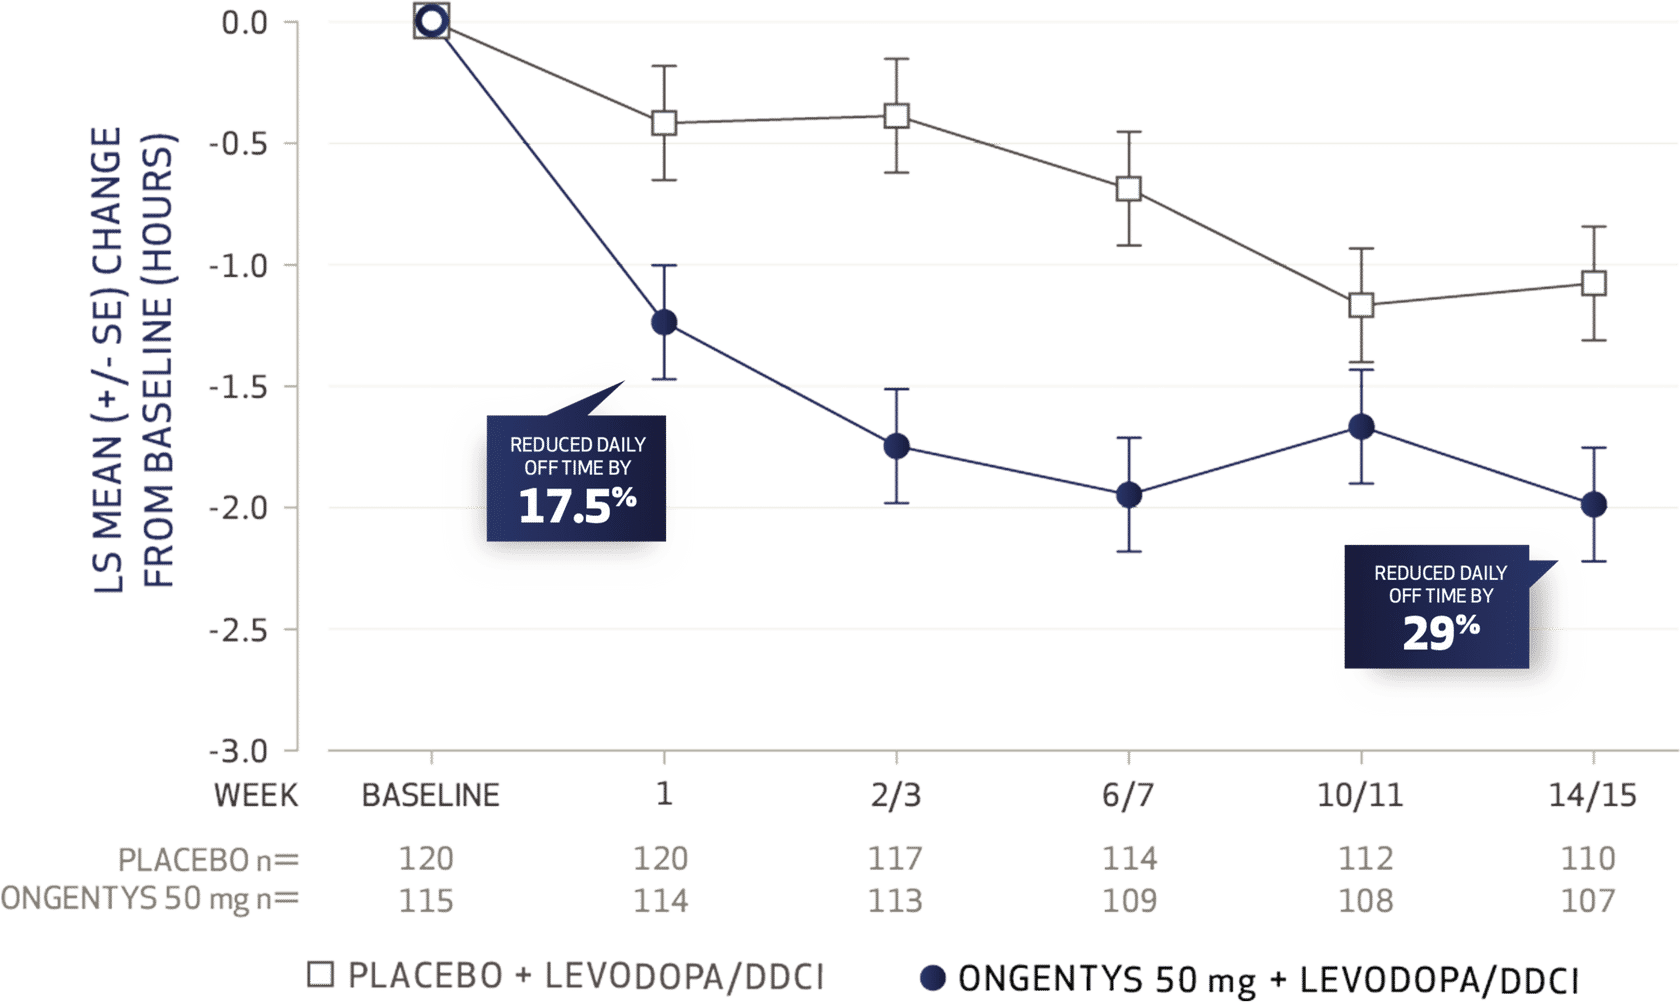 LS MEAN (+/- SE) CHANGE
FROM BASELINE (HOURS)
0.0
-0.5
-1.0
-1.5
-2.0
-2.5
-3.0
REDUCED DAILY
OFF TIME BY
17.5%
REDUCED DAILY
OFF TIME BY
29%
WEEK BASELINE 1 2/3 6/7 10/11 14/15
PLACEBO n= 120 120 117 114 112 110
ONGENTYS 50 mg n= 115 114 113 109 108 107
PLACEBO + LEVODOPA/DDCI ONGENTYS 50 mg + LEVODOPA/DDCI